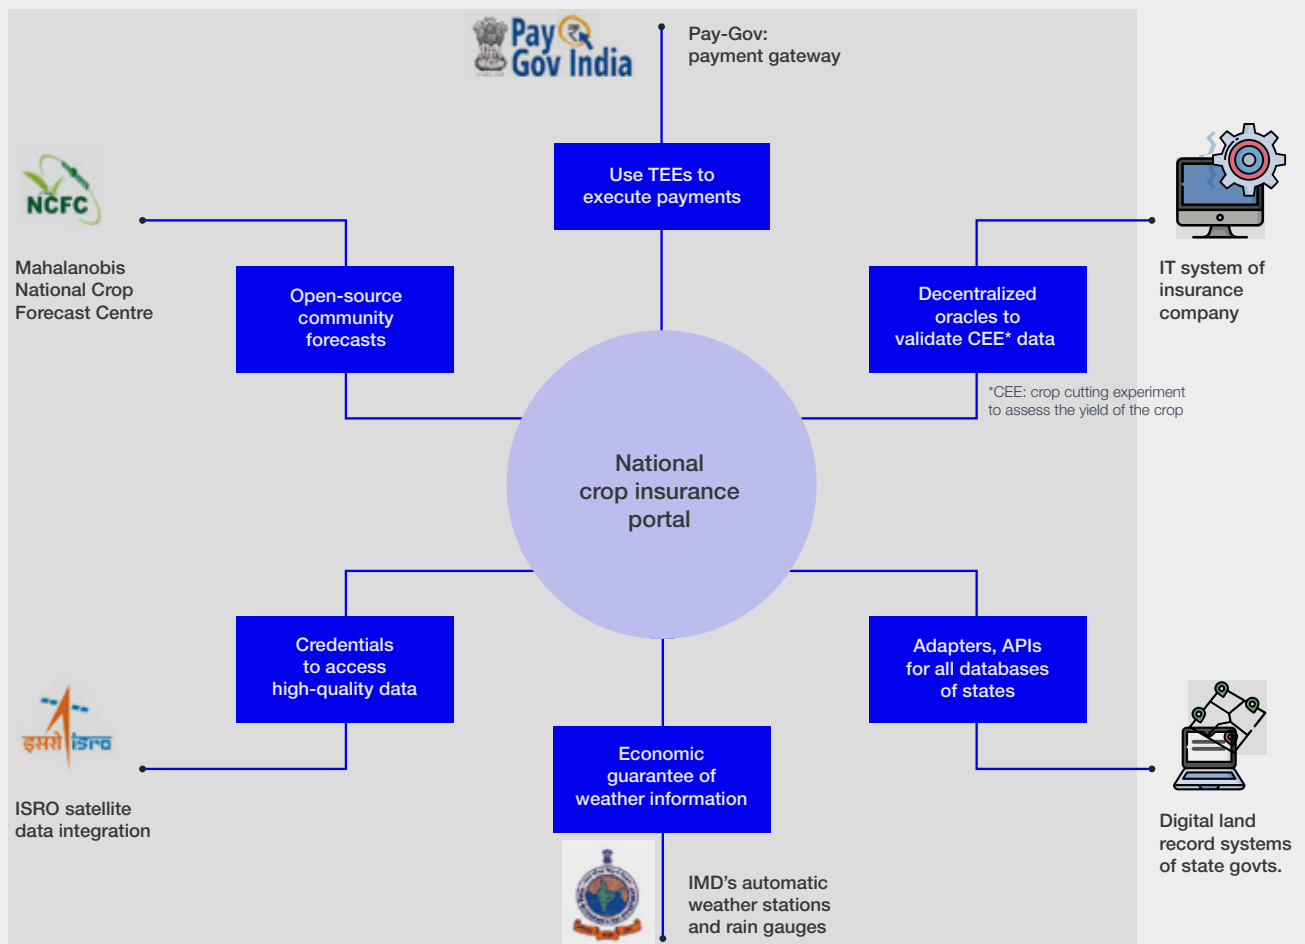 Pay
Gov India
Pay-Gov:
payment gateway
Use TEEs to
execute payments
NCFC
Mahalanobis
National Crop
Forecast Centre
Open-source
community
forecasts
Decentralized
oracles to
validate CEE* data
IT system of
insurance
company
*CEE: crop cutting experiment
to assess the yield of the crop
National
crop insurance
portal
Credentials
to access
high-quality data
Adapters, APIs
for all databases
of states
इसरो isro
ISRO satellite
data integration
Economic
guarantee of
weather information
Digital land
record systems
of state govts.
IMD’s automatic
weather stations
and rain gauges